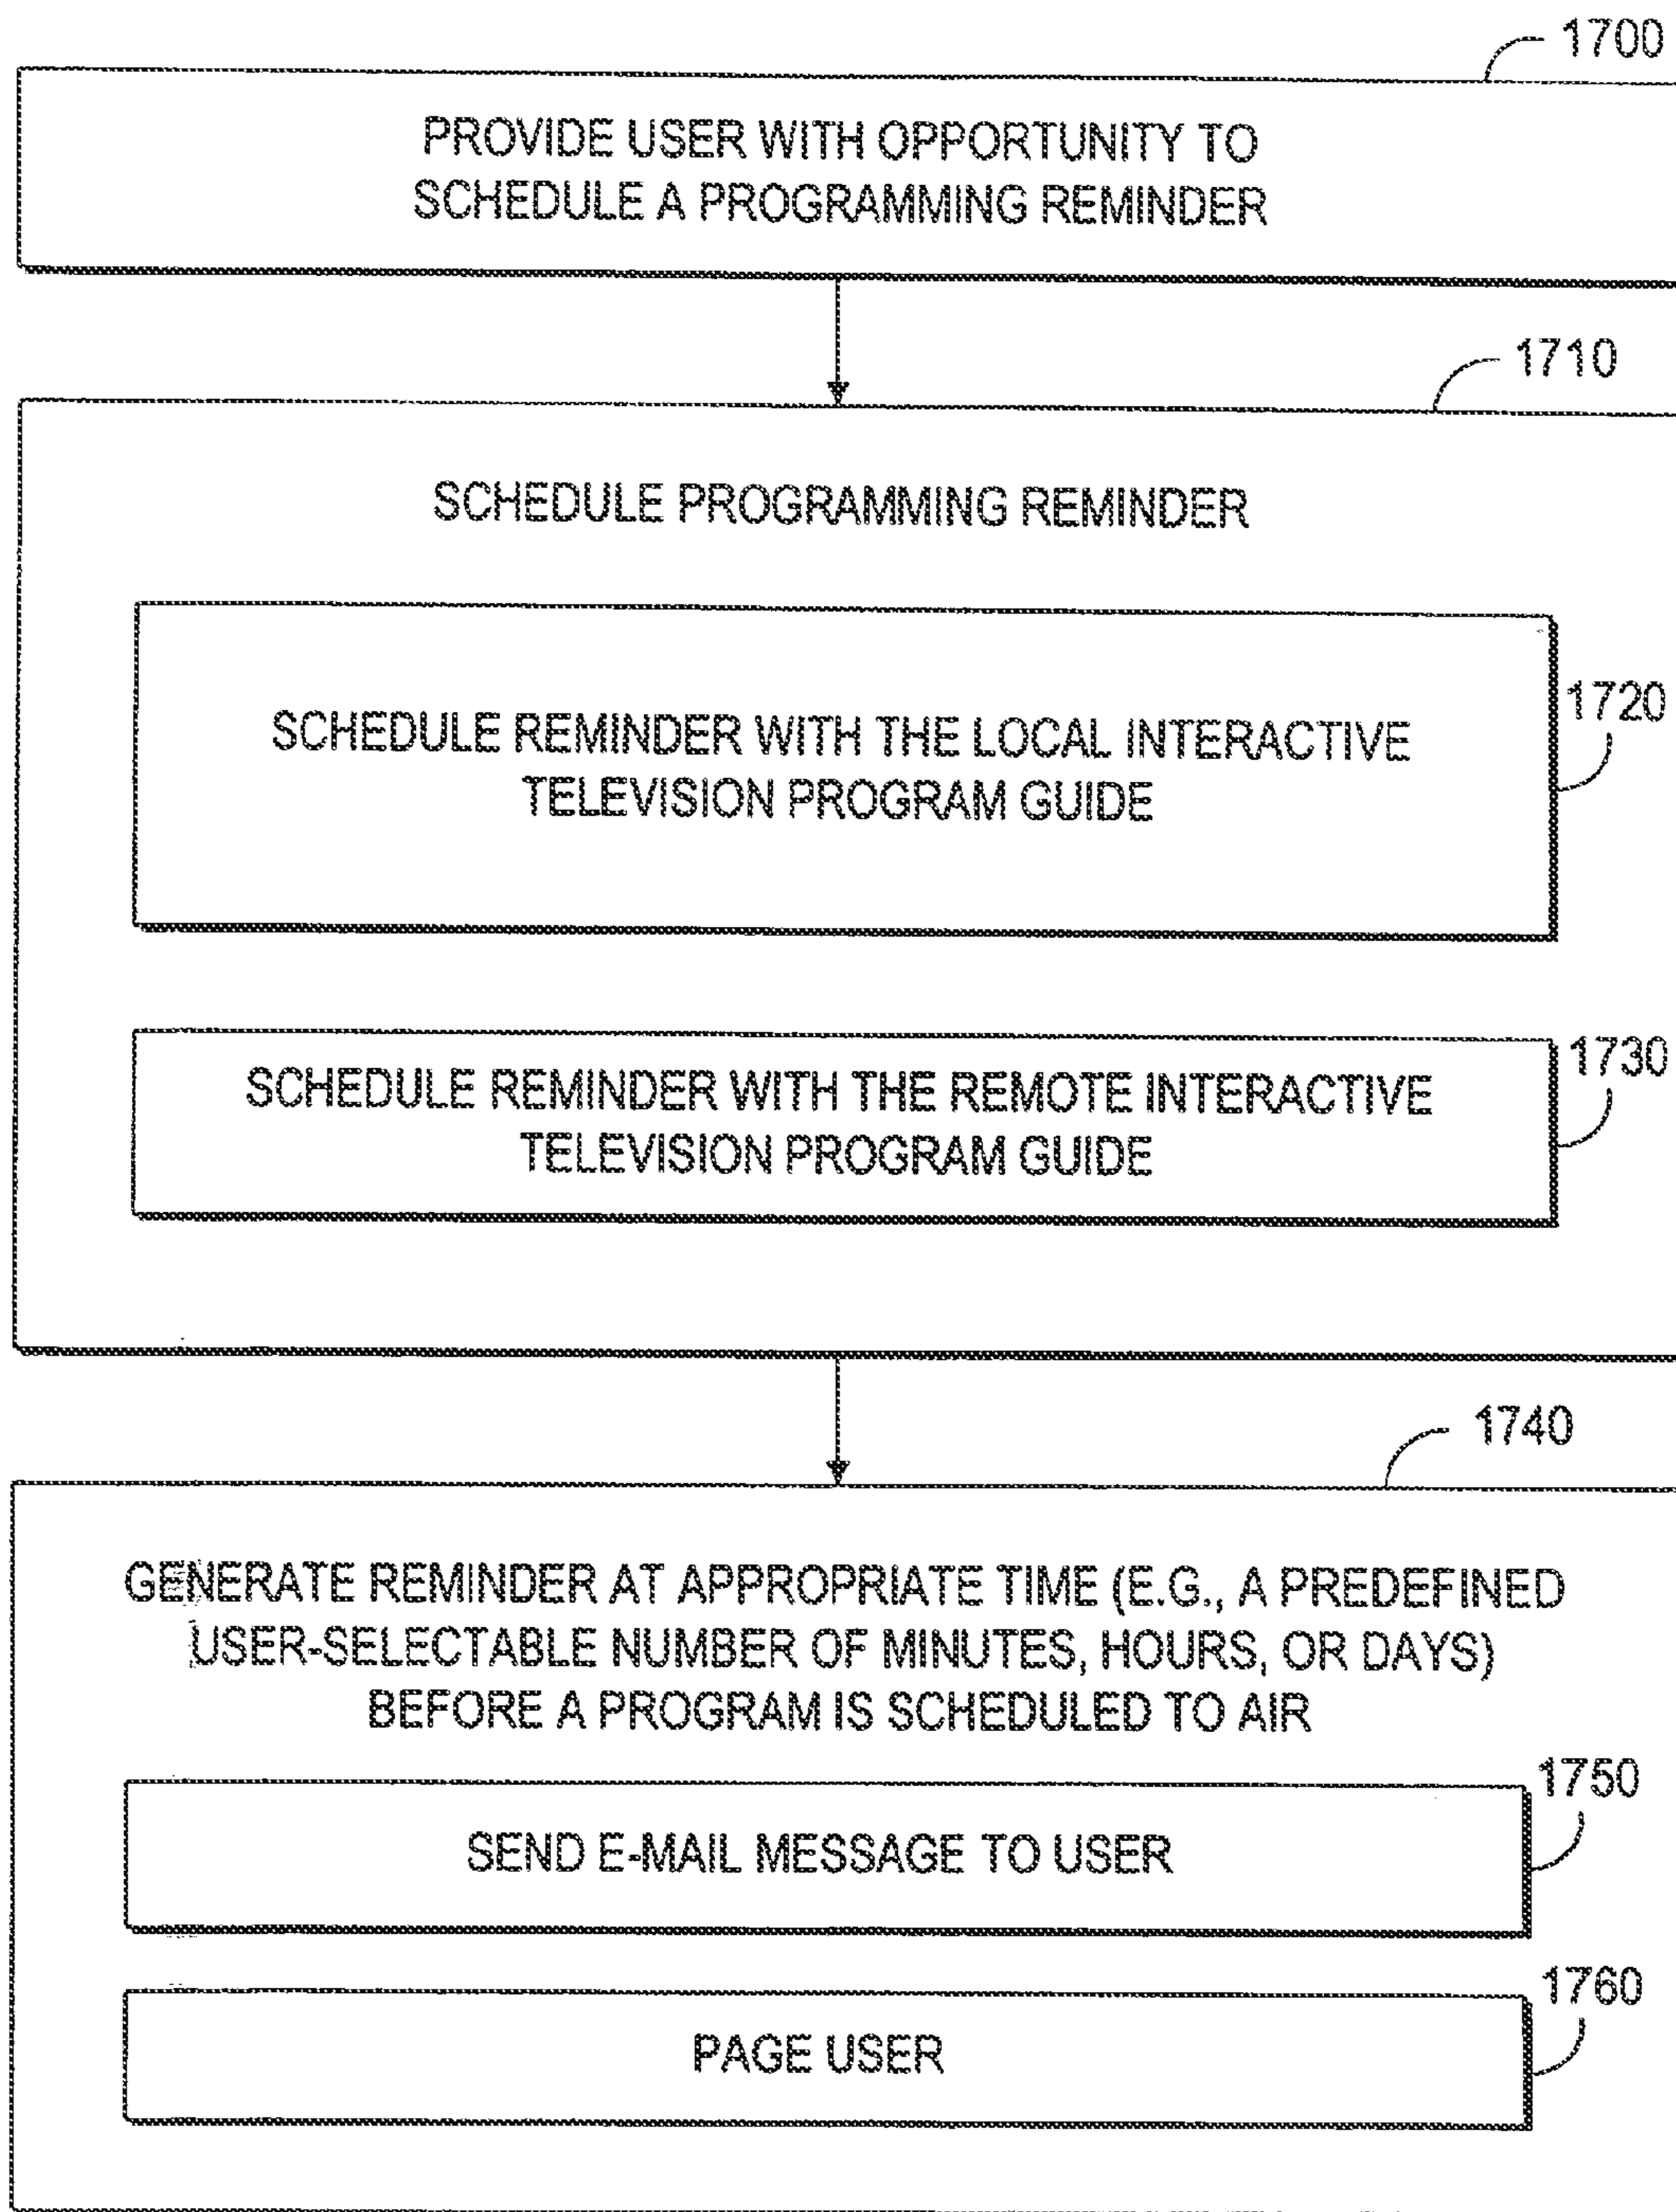 1700
PROVIDE USER WITH OPPORTUNITY TO
SCHEDULE A PROGRAMMING REMINDER
1710
SCHEDULE PROGRAMMING REMINDER
SCHEDULE REMINDER WITH THE LOCAL INTERACTIVE
TELEVISION PROGRAM GUIDE
1720
SCHEDULE REMINDER WITH THE REMOTE INTERACTIVE
TELEVISION PROGRAM GUIDE
1730
1740
GENERATE REMINDER AT APPROPRIATE TIME (E.G., A PREDEFINED
USER-SELECTABLE NUMBER OF MINUTES, HOURS, OR DAYS)
BEFORE A PROGRAM IS SCHEDULED TO AIR
1750
SEND E-MAIL MESSAGE TO USER
1760
PAGE USER